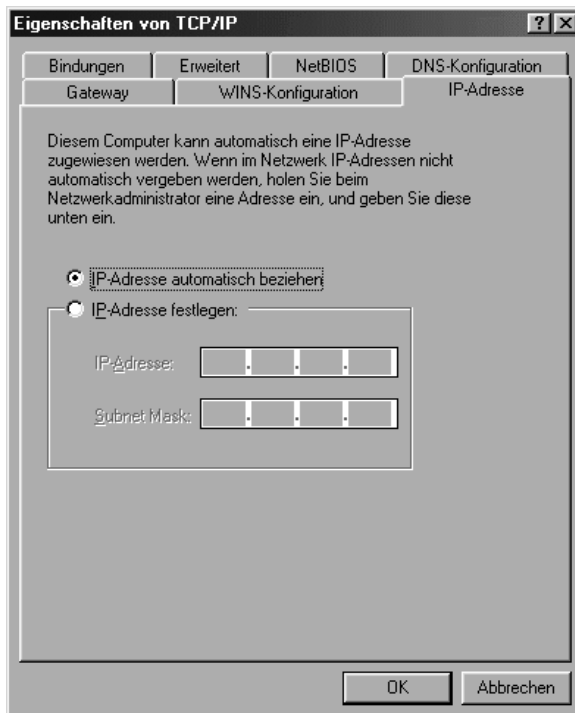 Eigenschaften von TCP/IP
Bindungen Erweitert NetBIOS DNS-Konfiguration
Gateway WINS-Konfiguration IP-Adresse
Diesem Computer kann automatisch eine IP-Adresse
zugewiesen werden. Wenn im Netzwerk IP-Adressen nicht
automatisch vergeben werden, holen Sie beim
Netzwerkadministrator eine Adresse ein, und geben Sie diese
unten ein.
IP-Adresse automatisch beziehen
IP-Adresse festlegen:
IP-Adresse: . . .
Subnet Mask: . . .
OK Abbrechen